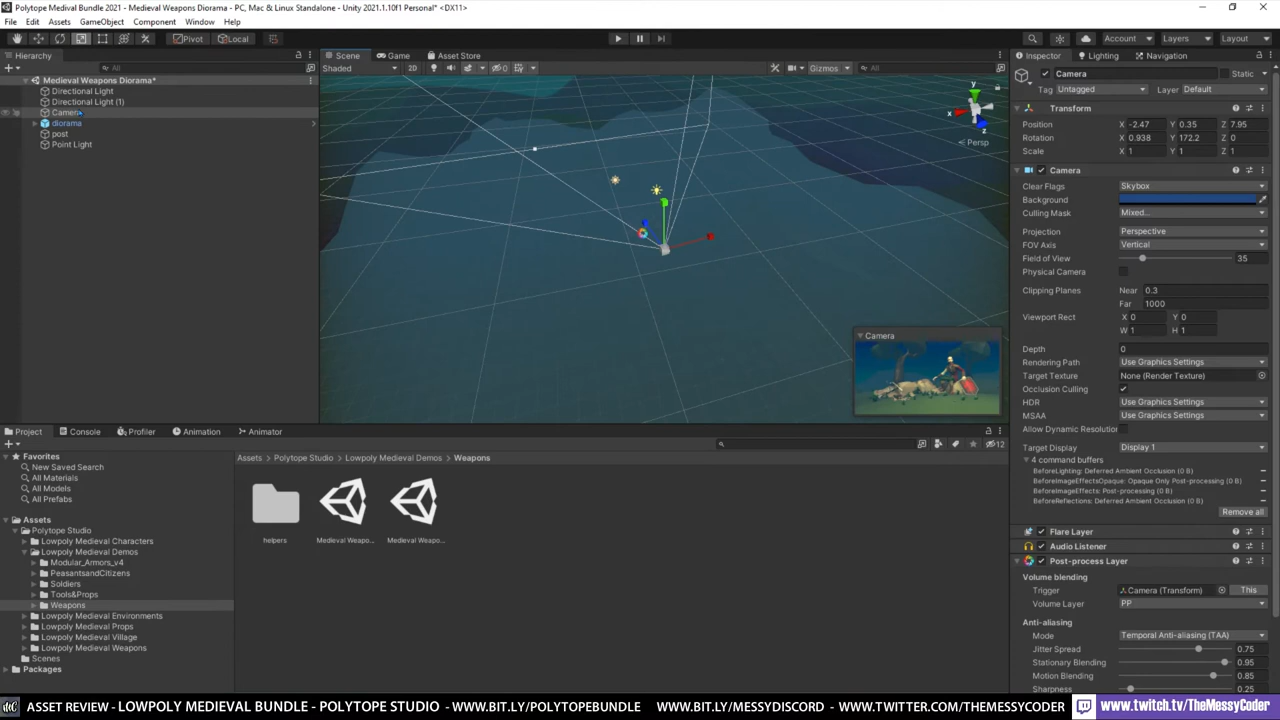 Polytope Medival Bundle 2021 - Medieval Weapons Diorama - PC, Mac & Linux Standalone - Unity 2021.1.10f1 Personal* <DX11>
File Edit Assets GameObject Component Window Help
Pivot Local Account Layers Layout
Hierarchy Scene Game Asset Store Inspector Lighting Navigation
All Shaded 2D 0 Gizmos All
Camera Static
Tag Untagged Layer Default
Medieval Weapons Diorama*
Directional Light
Directional Light (1)
Camera
diorama
post
Point Light
y
x
z
Persp
Camera
Transform
Position X -2.47 Y 0.35 Z 7.95
Rotation X 0.938 Y 172.2 Z 0
Scale X 1 Y 1 Z 1
Camera
Clear Flags Skybox
Background
Culling Mask Mixed...
Projection Perspective
FOV Axis Vertical
Field of View 35
Physical Camera
Clipping Planes Near 0.3
Far 1000
Viewport Rect X 0 Y 0
W 1 H 1
Depth 0
Rendering Path Use Graphics Settings
Target Texture None (Render Texture)
Occlusion Culling
HDR Use Graphics Settings
MSAA Use Graphics Settings
Allow Dynamic Resolution
Target Display Display 1
4 command buffers
BeforeLighting: Deferred Ambient Occlusion (0 B)
BeforeImageEffectsOpaque: Opaque Only Post-processing (0 B)
BeforeImageEffects: Post-processing (0 B)
BeforeReflections: Deferred Ambient Occlusion (0 B)
Remove all
Flare Layer
Audio Listener
Post-process Layer
Volume blending
Trigger Camera (Transform) This
Volume Layer PP
Anti-aliasing
Mode Temporal Anti-aliasing (TAA)
Jitter Spread 0.75
Stationary Blending 0.95
Motion Blending 0.85
Sharpness 0.25
Project Console Profiler Animation Animator
12
Favorites
New Saved Search
All Materials
All Models
All Prefabs
Assets
Polytope Studio
Lowpoly Medieval Characters
Lowpoly Medieval Demos
Modular_Armors_v4
PeasantsandCitizens
Soldiers
Tools&Props
Weapons
Lowpoly Medieval Environments
Lowpoly Medieval Props
Lowpoly Medieval Village
Lowpoly Medieval Weapons
Scenes
Packages
Assets Polytope Studio Lowpoly Medieval Demos Weapons
helpers Medieval Weapo... Medieval Weapo...
ASSET REVIEW - LOWPOLY MEDIEVAL BUNDLE - POLYTOPE STUDIO - WWW.BIT.LY/POLYTOPEBUNDLE WWW.BIT.LY/MESSYDISCORD - WWW.TWITTER.COM/THEMESSYCODER www.twitch.tv/TheMessyCoder